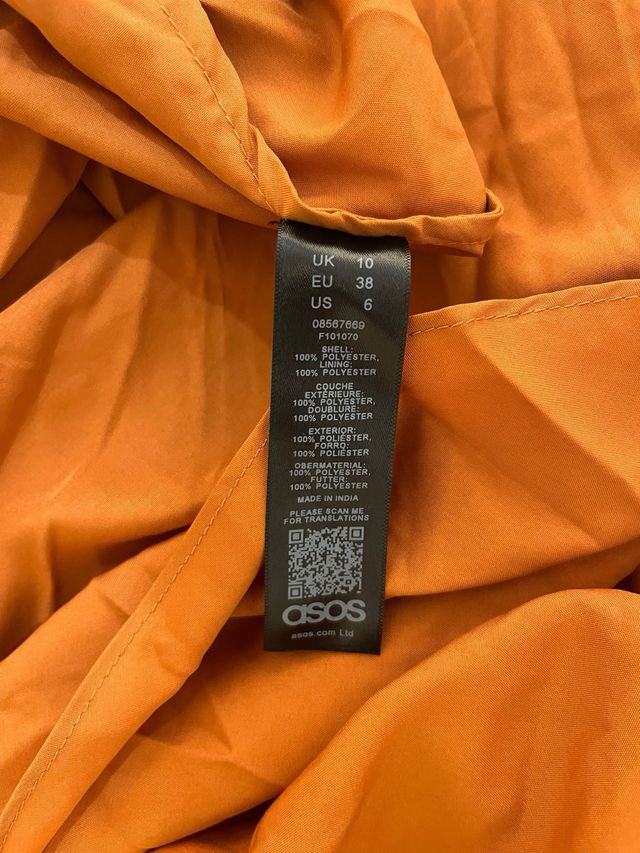 UK 10
EU 38
US 6
08567669
F101070
SHELL:
100% POLYESTER,
LINING:
100% POLYESTER
COUCHE
EXTÉRIEURE:
100% POLYESTER,
DOUBLURE:
100% POLYESTER
EXTERIOR:
100% POLIÉSTER,
FORRO:
100% POLIÉSTER
OBERMATERIAL:
100% POLYESTER,
FUTTER:
100% POLYESTER
MADE IN INDIA
PLEASE SCAN ME
FOR TRANSLATIONS
asos
asos.com Ltd